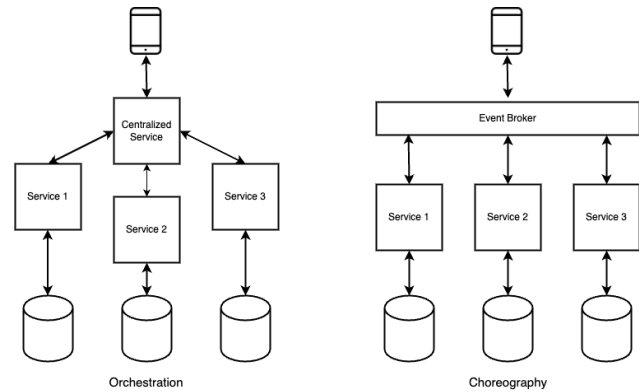 Centralized
Service
Service 1
Service 2
Service 3
Orchestration
Event Broker
Service 1
Service 2
Service 3
Choreography